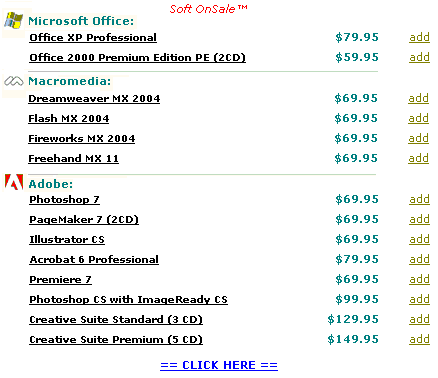 Soft OnSale™
Microsoft Office:
Office XP Professional $79.95 add
Office 2000 Premium Edition PE (2CD) $59.95 add
Macromedia:
Dreamweaver MX 2004 $69.95 add
Flash MX 2004 $69.95 add
Fireworks MX 2004 $69.95 add
Freehand MX 11 $69.95 add
Adobe:
Photoshop 7 $69.95 add
PageMaker 7 (2CD) $69.95 add
Illustrator CS $69.95 add
Acrobat 6 Professional $79.95 add
Premiere 7 $69.95 add
Photoshop CS with ImageReady CS $99.95 add
Creative Suite Standard (3 CD) $129.95 add
Creative Suite Premium (5 CD) $149.95 add
== CLICK HERE ==